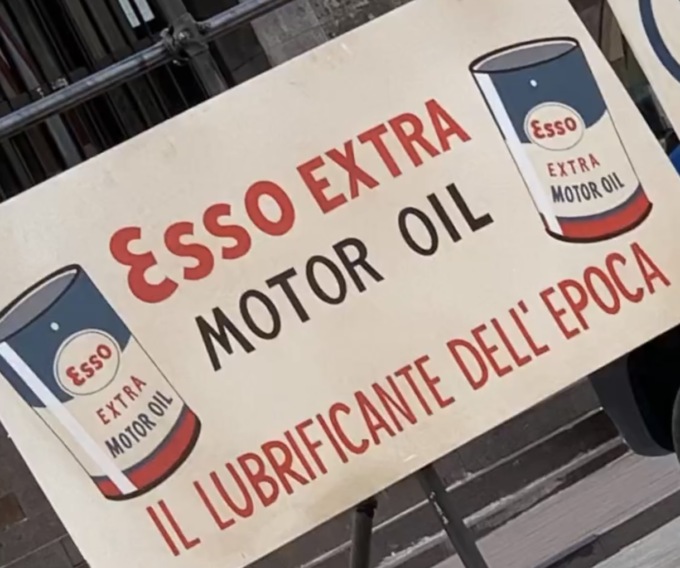 Esso EXTRA
MOTOR OIL
IL LUBRIFICANTE DELL' EPOCA
Esso
EXTRA
MOTOR OIL
Esso
EXTRA
MOTOR OIL